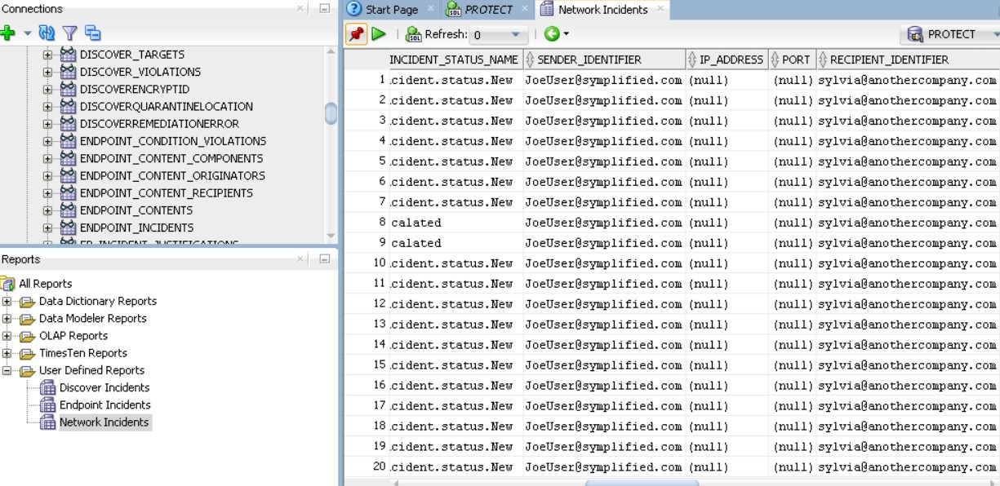 Connections
DISCOVER_TARGETS
DISCOVER_VIOLATIONS
DISCOVERENCRYPTID
DISCOVERQUARANTINELOCATION
DISCOVERREMEDIATIONERROR
ENDPOINT_CONDITION_VIOLATIONS
ENDPOINT_CONTENT_COMPONENTS
ENDPOINT_CONTENT_ORIGINATORS
ENDPOINT_CONTENT_RECIPIENTS
ENDPOINT_CONTENTS
ENDPOINT_INCIDENTS
Reports
All Reports
Data Dictionary Reports
Data Modeler Reports
OLAP Reports
TimesTen Reports
User Defined Reports
Discover Incidents
Endpoint Incidents
Network Incidents
Start Page PROTECT Network Incidents
Refresh: 0 PROTECT
INCIDENT_STATUS_NAME SENDER_IDENTIFIER IP_ADDRESS PORT RECIPIENT_IDENTIFIER
1 .cident.status.New JoeUser@symplified.com (null) (null) sylvia@anothercompany.com
2 .cident.status.New JoeUser@symplified.com (null) (null) sylvia@anothercompany.com
3 .cident.status.New JoeUser@symplified.com (null) (null) sylvia@anothercompany.com
4 .cident.status.New JoeUser@symplified.com (null) (null) sylvia@anothercompany.com
5 .cident.status.New JoeUser@symplified.com (null) (null) sylvia@anothercompany.com
6 .cident.status.New JoeUser@symplified.com (null) (null) sylvia@anothercompany.com
7 .cident.status.New JoeUser@symplified.com (null) (null) sylvia@anothercompany.com
8 calated JoeUser@symplified.com (null) (null) sylvia@anothercompany.com
9 calated JoeUser@symplified.com (null) (null) sylvia@anothercompany.com
10 .cident.status.New JoeUser@symplified.com (null) (null) sylvia@anothercompany.com
11 .cident.status.New JoeUser@symplified.com (null) (null) sylvia@anothercompany.com
12 .cident.status.New JoeUser@symplified.com (null) (null) sylvia@anothercompany.com
13 .cident.status.New JoeUser@symplified.com (null) (null) sylvia@anothercompany.com
14 .cident.status.New JoeUser@symplified.com (null) (null) sylvia@anothercompany.com
15 .cident.status.New JoeUser@symplified.com (null) (null) sylvia@anothercompany.com
16 .cident.status.New JoeUser@symplified.com (null) (null) sylvia@anothercompany.com
17 .cident.status.New JoeUser@symplified.com (null) (null) sylvia@anothercompany.com
18 .cident.status.New JoeUser@symplified.com (null) (null) sylvia@anothercompany.com
19 .cident.status.New JoeUser@symplified.com (null) (null) sylvia@anothercompany.com
20 .cident.status.New JoeUser@symplified.com (null) (null) sylvia@anothercompany.com